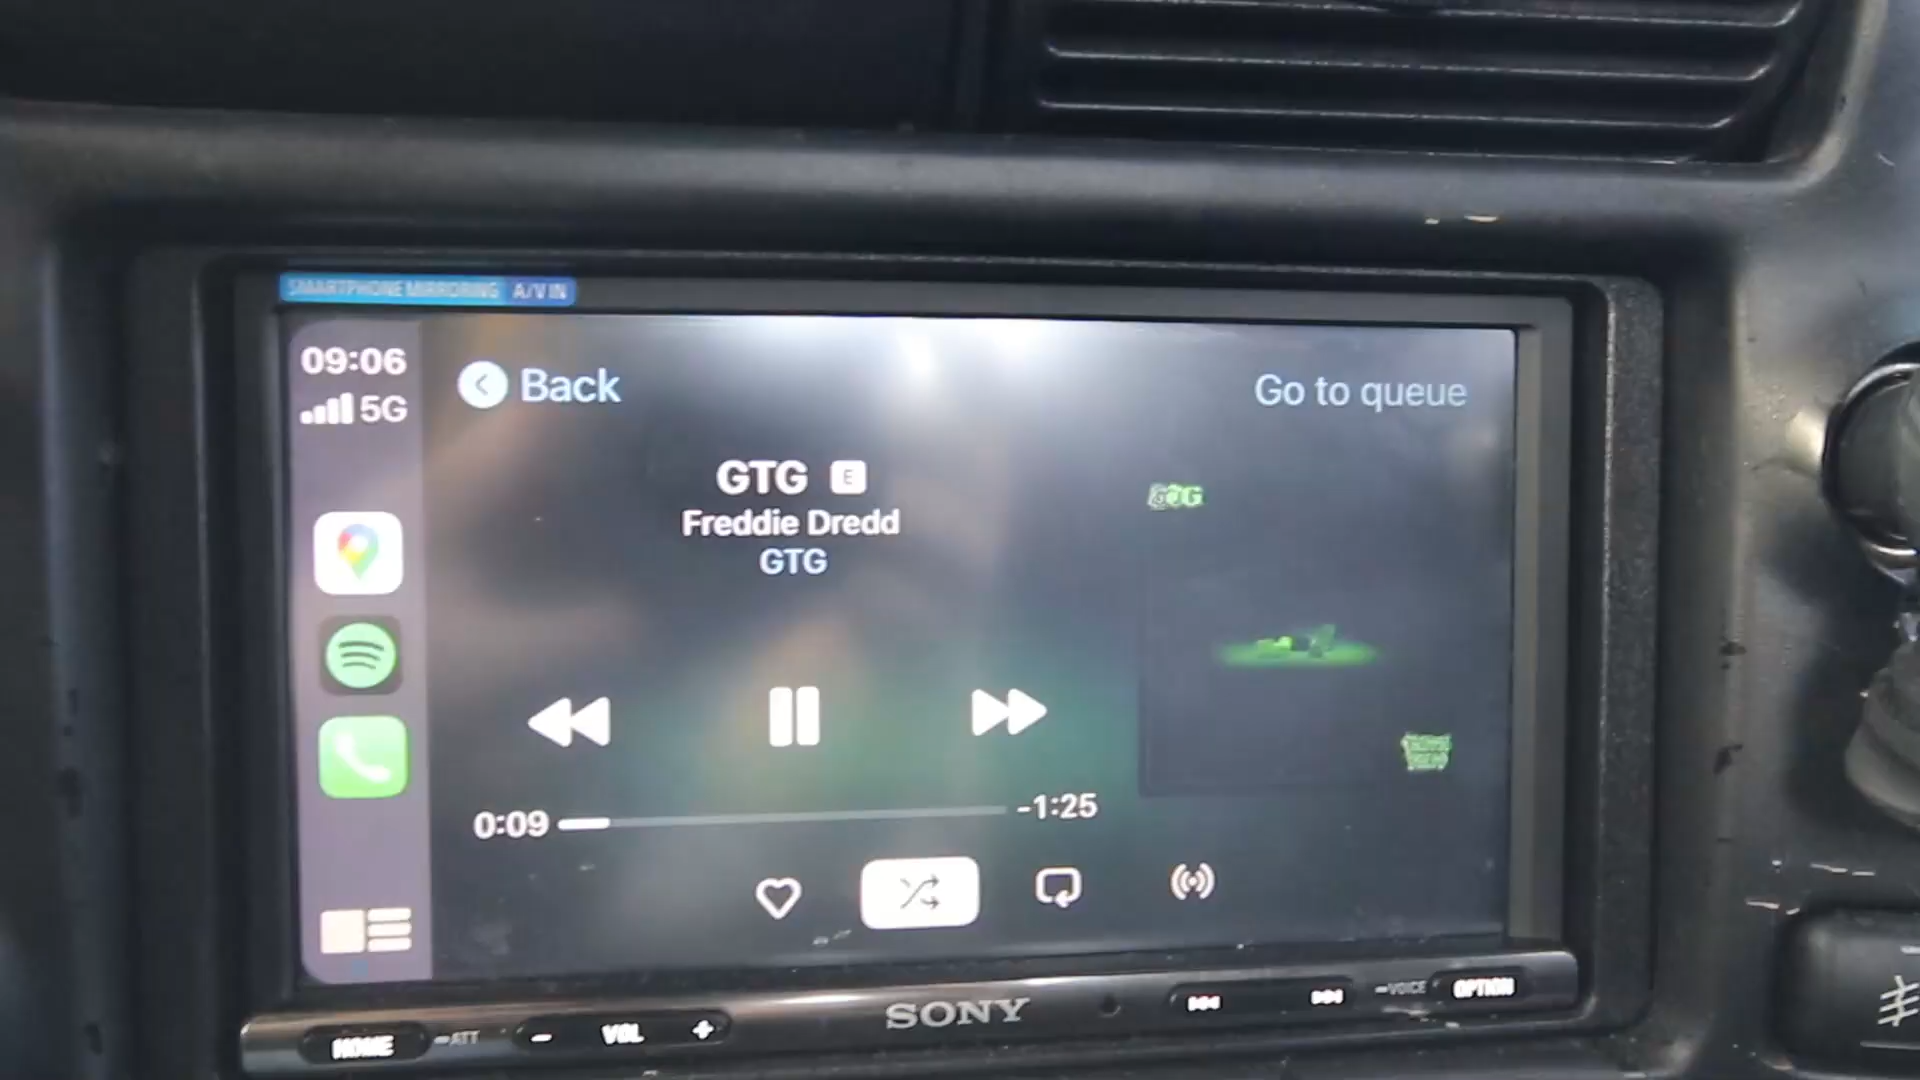 SMARTPHONE MIRRORING A/V IN
09:06
5G
Back
Go to queue
GTG E
Freddie Dredd
GTG
GTG
0:09
-1:25
HOME
ATT
- VOL +
SONY
VOICE
OPTION